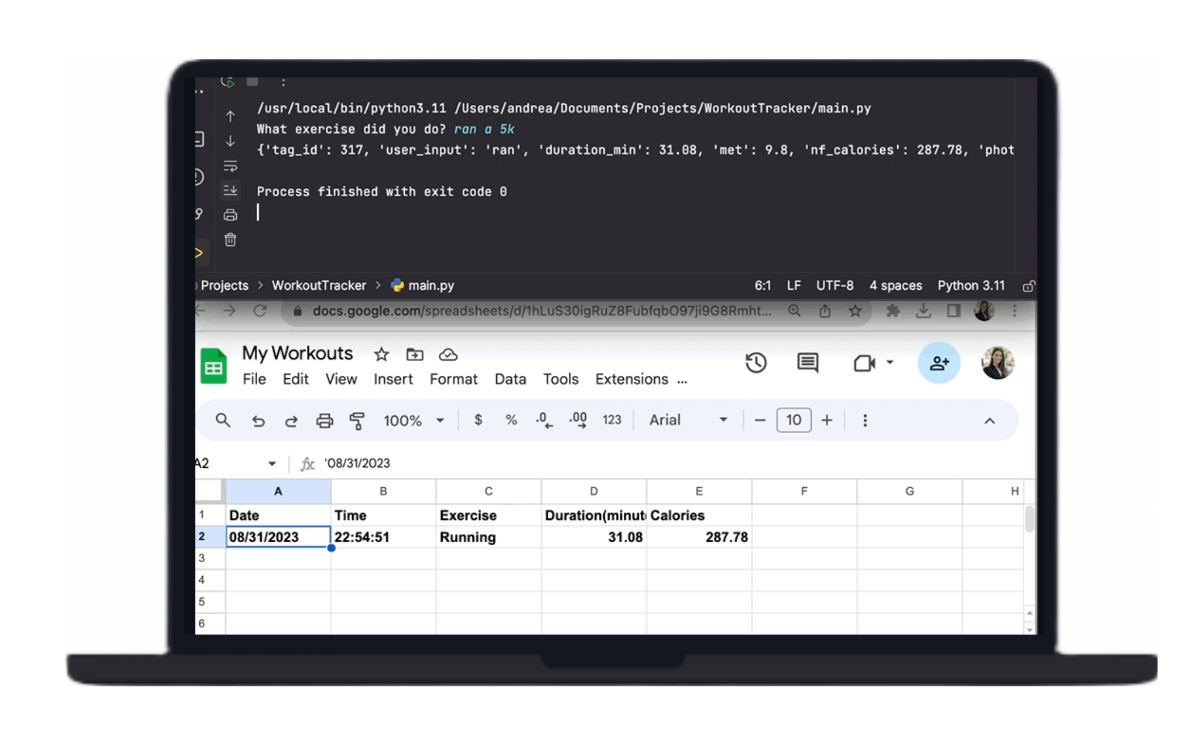 /usr/local/bin/python3.11 /Users/andrea/Documents/Projects/WorkoutTracker/main.py
What exercise did you do? ran a 5k
{'tag_id': 317, 'user_input': 'ran', 'duration_min': 31.08, 'met': 9.8, 'nf_calories': 287.78, 'phot
Process finished with exit code 0
Projects > WorkoutTracker > main.py 6:1 LF UTF-8 4 spaces Python 3.11
docs.google.com/spreadsheets/d/1hLuS30igRuZ8FubfqbO97ji9G8Rmht...
My Workouts
File Edit View Insert Format Data Tools Extensions ...
100% $ % .0 .00 123 Arial — 10 +
A2 fx '08/31/2023
A B C D E F G H
1 Date Time Exercise Duration(minut Calories
2 08/31/2023 22:54:51 Running 31.08 287.78
3
4
5
6